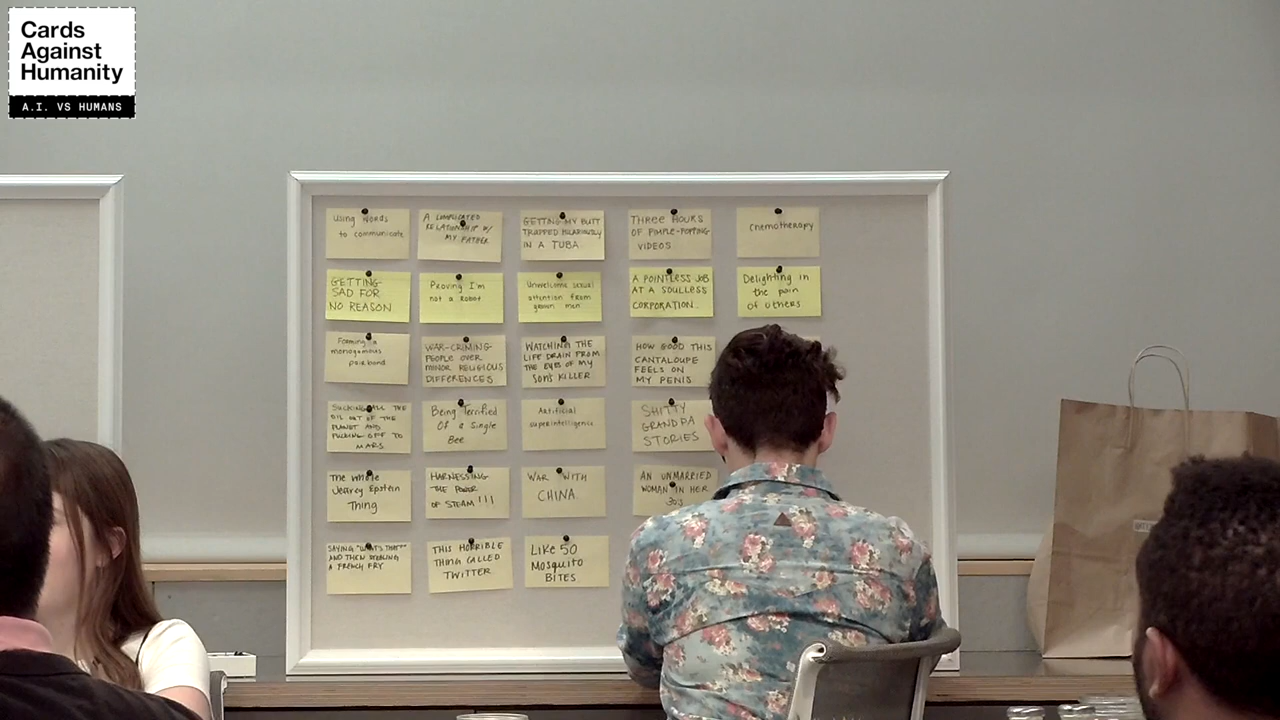 Cards
Against
Humanity
A.I. VS HUMANS
Using Words
to communicate
A COMPLICATED
RELATIONSHIP W/
MY FATHER
GETTING MY BUTT
TRAPPED HILARIOUSLY
IN A TUBA
THREE HOURS
OF PIMPLE-POPPING
VIDEOS
chemotherapy
GETTING
SAD FOR
NO REASON
Proving I'm
not a robot
Unwelcome sexual
attention from
grown men
A POINTLESS JOB
AT A SOULLESS
CORPORATION.
Delighting in
the pain
of others
Forming a
monogamous
pair bond
WAR-CRIMING
PEOPLE OVER
MINOR RELIGIOUS
DIFFERENCES
WATCHING THE
LIFE DRAIN FROM
THE EYES OF MY
SON'S KILLER
HOW GOOD THIS
CANTALOUPE
FEELS ON
MY PENIS
SUCKING ALL THE
OIL OUT OF THE
PLANET AND
FUCKING OFF TO
MARS
Being Terrified
Of a Single
Bee
Artificial
superintelligence
SHITTY
GRANDPA
STORIES
The whole
Jeffrey Epstein
Thing
HARNESSING
THE POWER
OF STEAM!!!
WAR WITH
CHINA.
AN UNMARRIED
WOMAN IN HER
30's
SAYING "WHAT'S THAT?"
AND THEN STEALING
A FRENCH FRY
THIS HORRIBLE
THING CALLED
TWITTER
LIKE 50
MOSQUITO
BITES